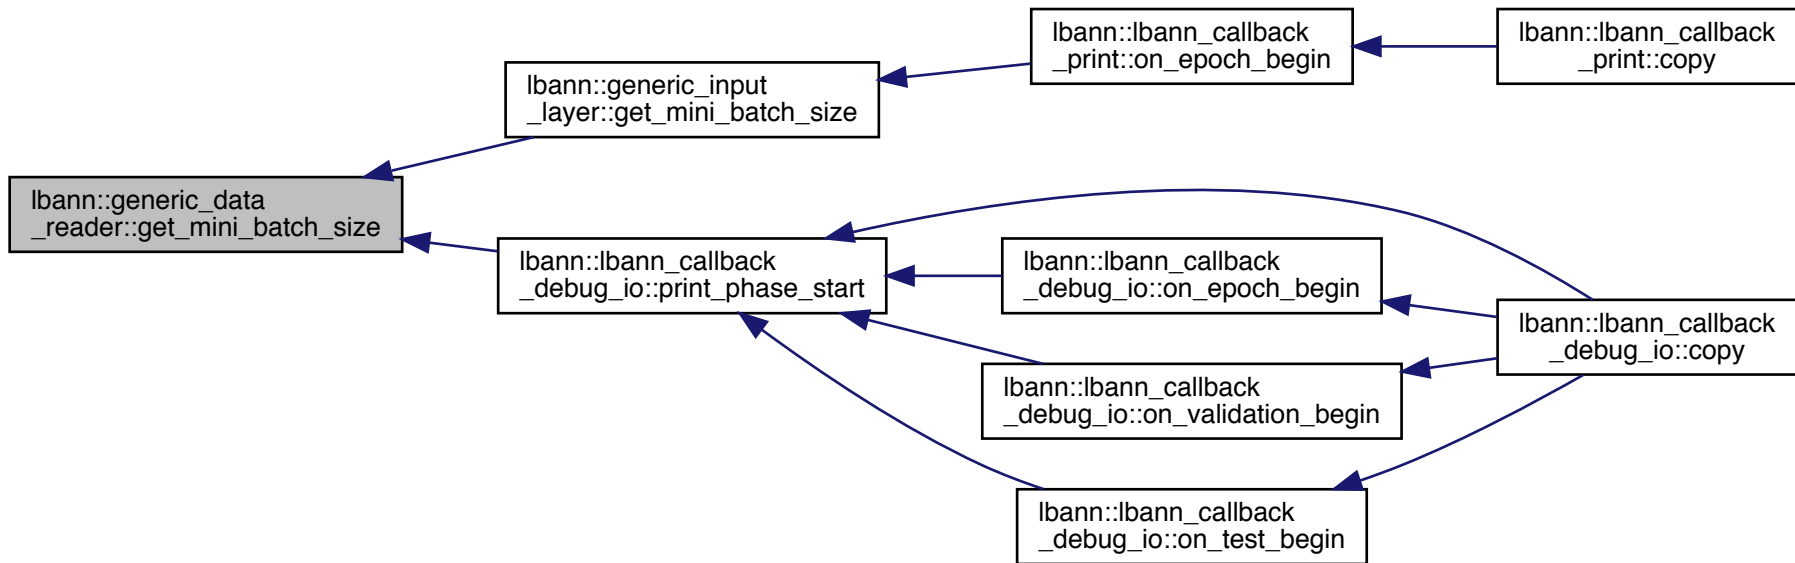 lbann::lbann_callback
_print::on_epoch_begin
lbann::lbann_callback
_print::copy
lbann::generic_input
_layer::get_mini_batch_size
lbann::generic_data
_reader::get_mini_batch_size
lbann::lbann_callback
_debug_io::print_phase_start
lbann::lbann_callback
_debug_io::on_epoch_begin
lbann::lbann_callback
_debug_io::copy
lbann::lbann_callback
_debug_io::on_validation_begin
lbann::lbann_callback
_debug_io::on_test_begin